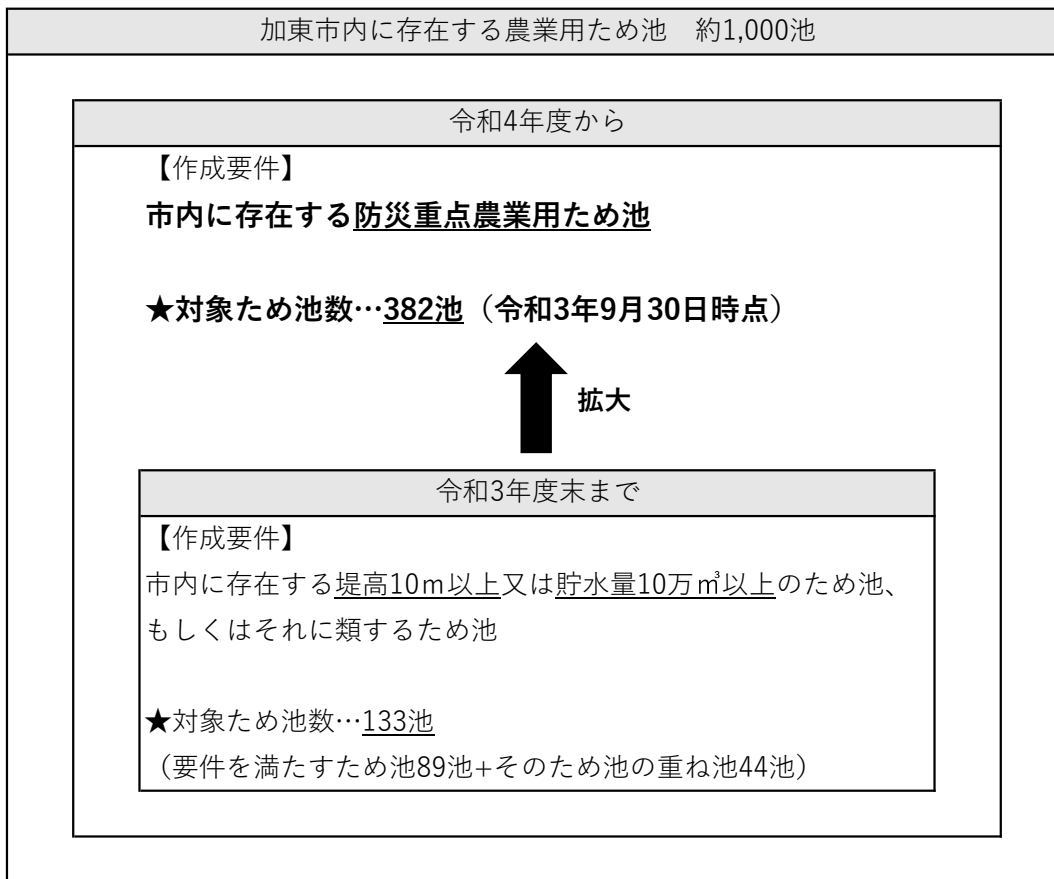 加東市内に存在する農業用ため池　約1,000池
令和4年度から
【作成要件】
市内に存在する防災重点農業用ため池
★対象ため池数…382池（令和3年9月30日時点）
拡大
令和3年度末まで
【作成要件】
市内に存在する堤高10ｍ以上又は貯水量10万㎥以上のため池、
もしくはそれに類するため池
★対象ため池数…133池
（要件を満たすため池89池+そのため池の重ね池44池）